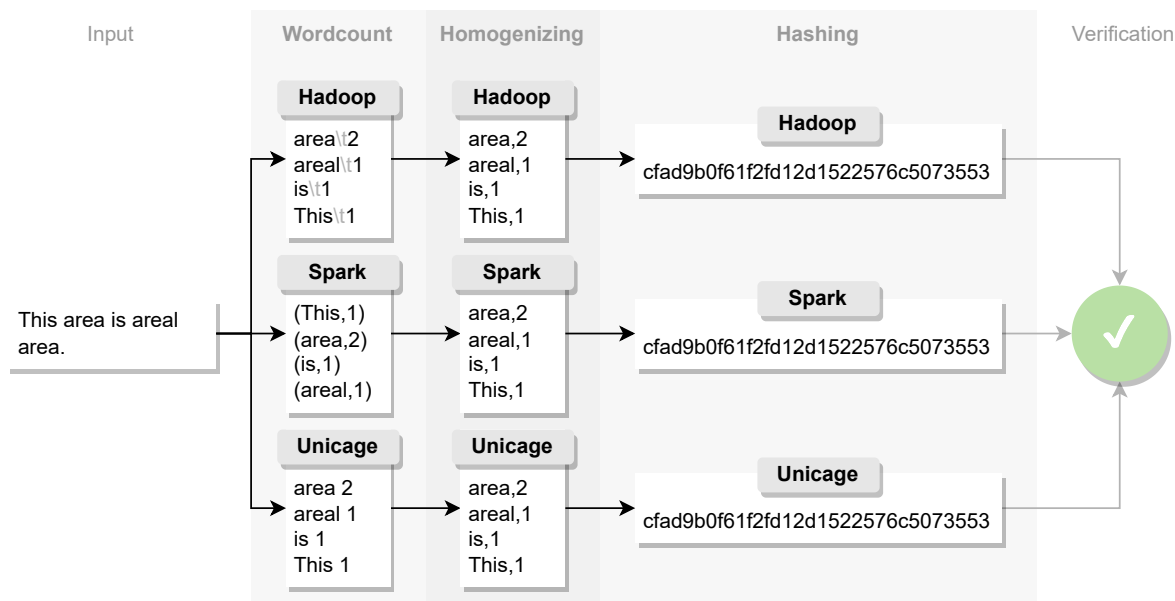 Input
Wordcount
Homogenizing
Hashing
Verification
This area is areal
area.
Hadoop
area\t2
areal\t1
is\t1
This\t1
Hadoop
area,2
areal,1
is,1
This,1
Hadoop
cfad9b0f61f2fd12d1522576c5073553
Spark
(This,1)
(area,2)
(is,1)
(areal,1)
Spark
area,2
areal,1
is,1
This,1
Spark
cfad9b0f61f2fd12d1522576c5073553
Unicage
area 2
areal 1
is 1
This 1
Unicage
area,2
areal,1
is,1
This,1
Unicage
cfad9b0f61f2fd12d1522576c5073553